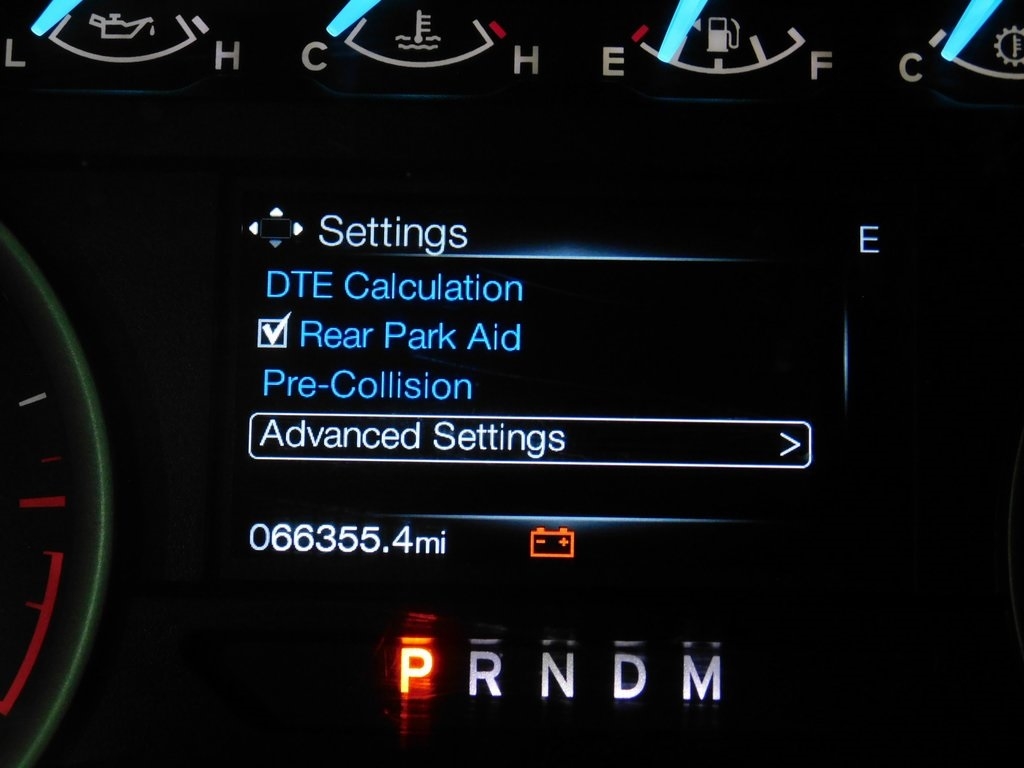 L H C H E F C
Settings E
DTE Calculation
Rear Park Aid
Pre-Collision
Advanced Settings >
066355.4mi
P R N D M